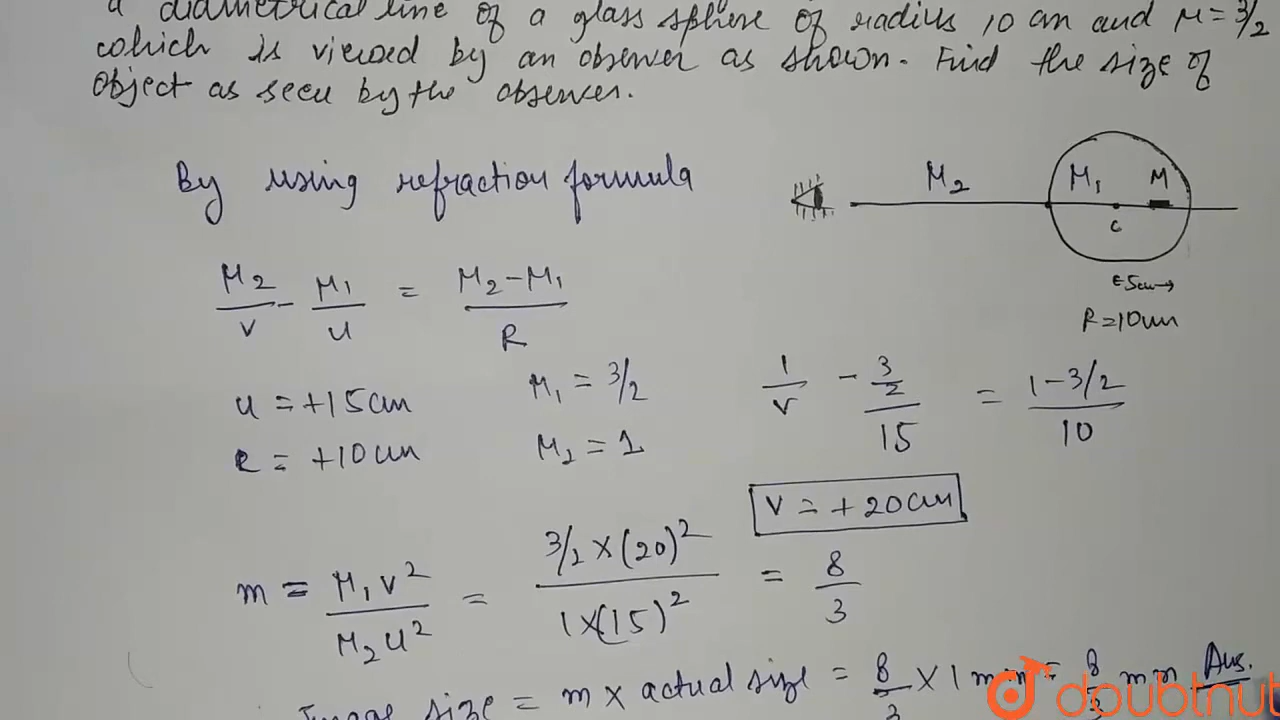 a diametrical line of a glass sphere of radius 10 cm and μ = 3/2
which is viewed by an observer as shown. Find the size of
object as seen by the observer.
By using refraction formula
μ2 μ1 M
c
←5cm→
R=10cm
μ2/v - μ1/u = μ2-μ1/R
u = +15cm μ1 = 3/2
R = +10cm μ2 = 1
1/v - 3/2/15 = 1-3/2/10
v = +20cm
m = μ1v²/μ2u² = 3/2×(20)²/1×(15)² = 8/3
Image size = m × actual size = 8/3 × 1 mm = 8/3 mm Ans.
doubtnut